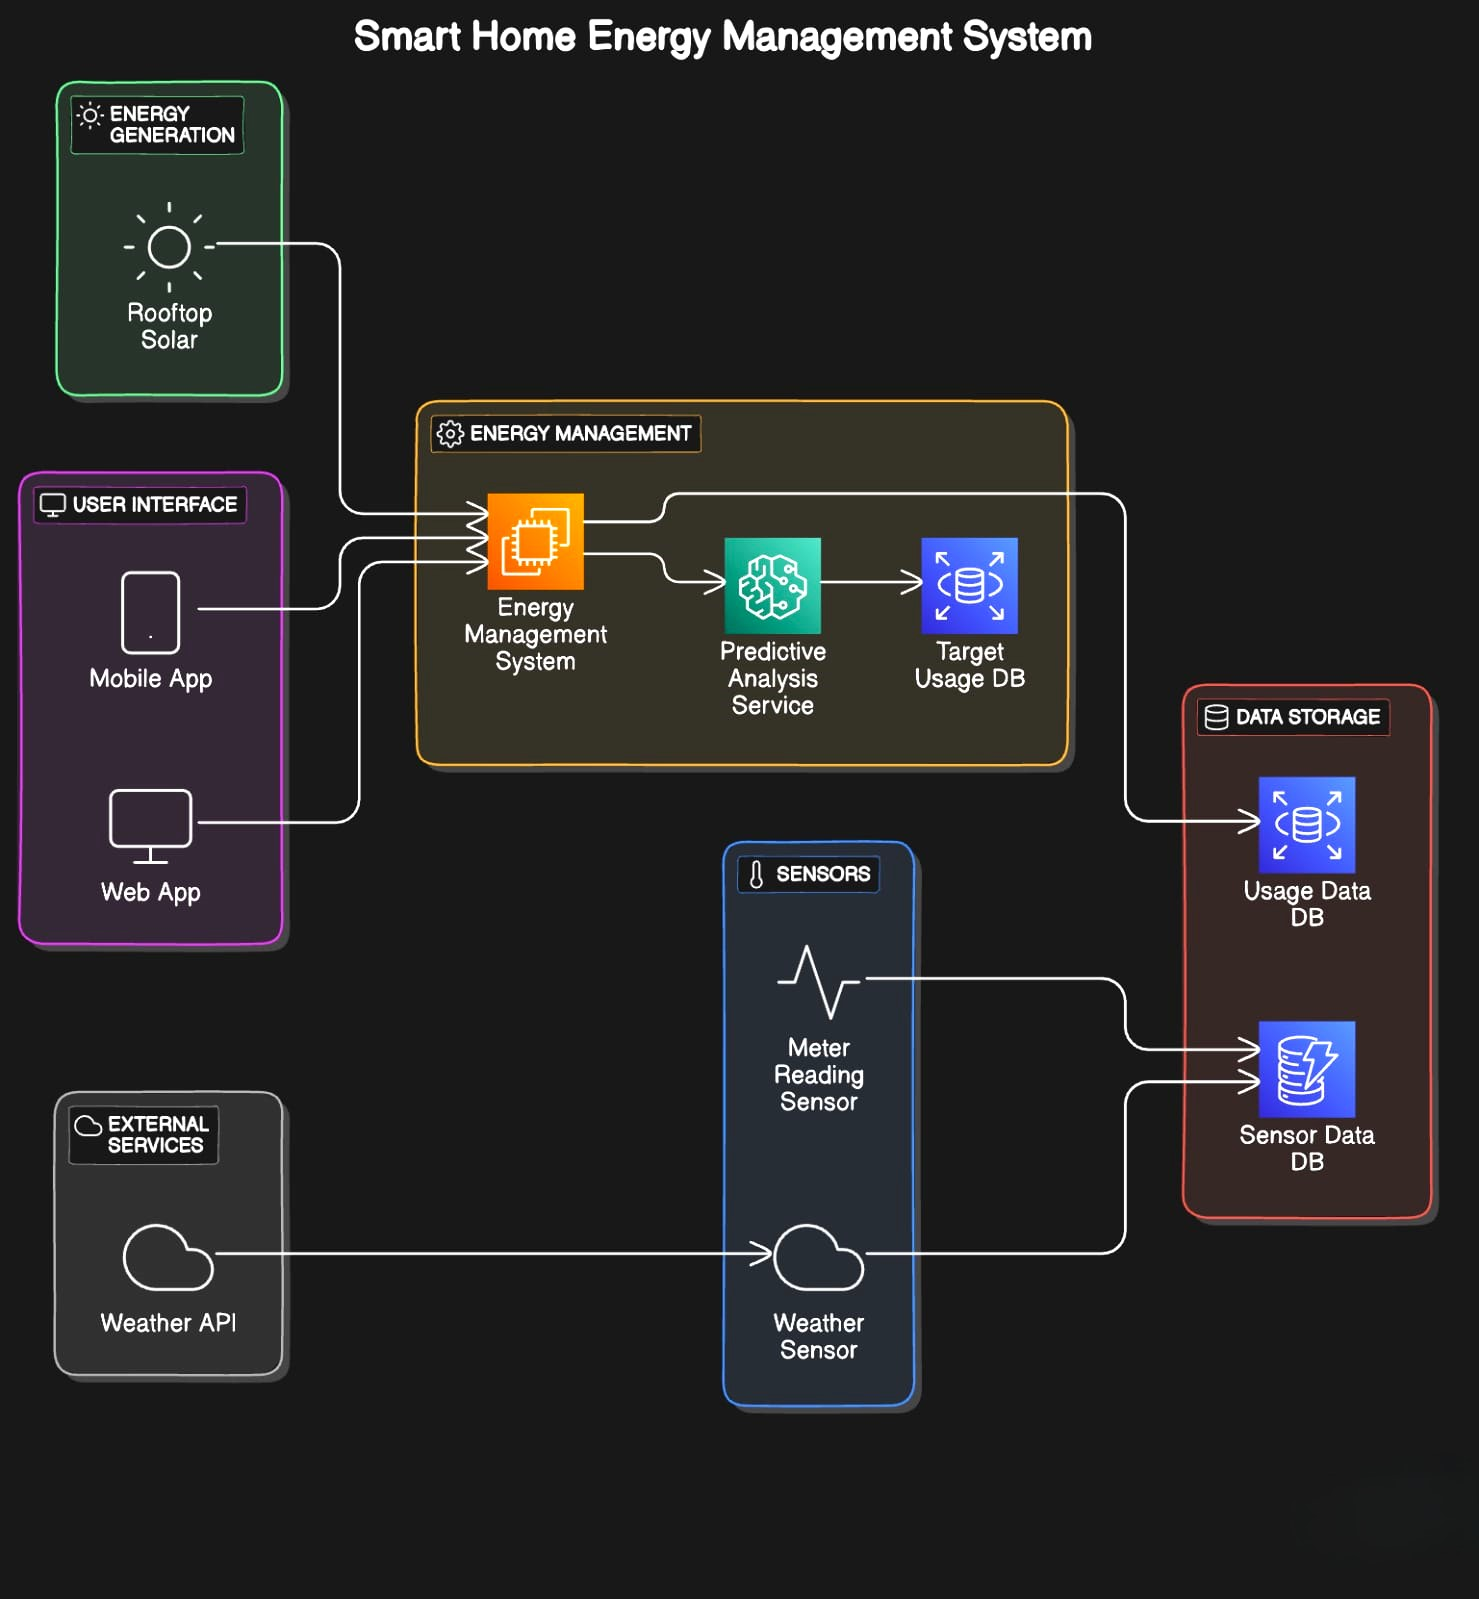 Smart Home Energy Management System
ENERGY
GENERATION
Rooftop
Solar
USER INTERFACE
Mobile App
Web App
ENERGY MANAGEMENT
Energy
Management
System
Predictive
Analysis
Service
Target
Usage DB
DATA STORAGE
Usage Data
DB
Sensor Data
DB
SENSORS
Meter
Reading
Sensor
Weather
Sensor
EXTERNAL
SERVICES
Weather API